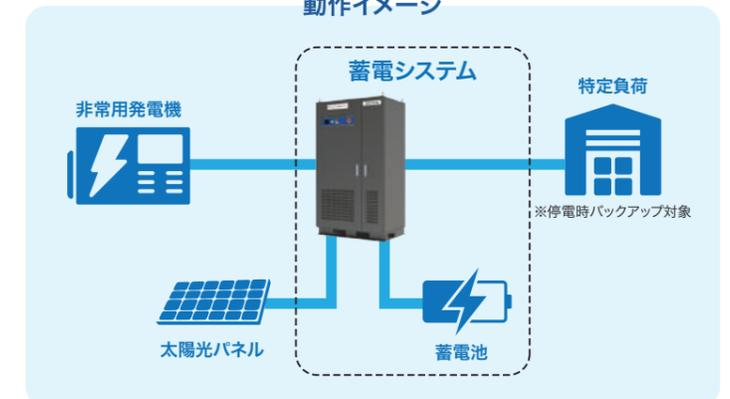 動作イメージ
蓄電システム
非常用発電機
特定負荷
※停電時バックアップ対象
太陽光パネル
蓄電池